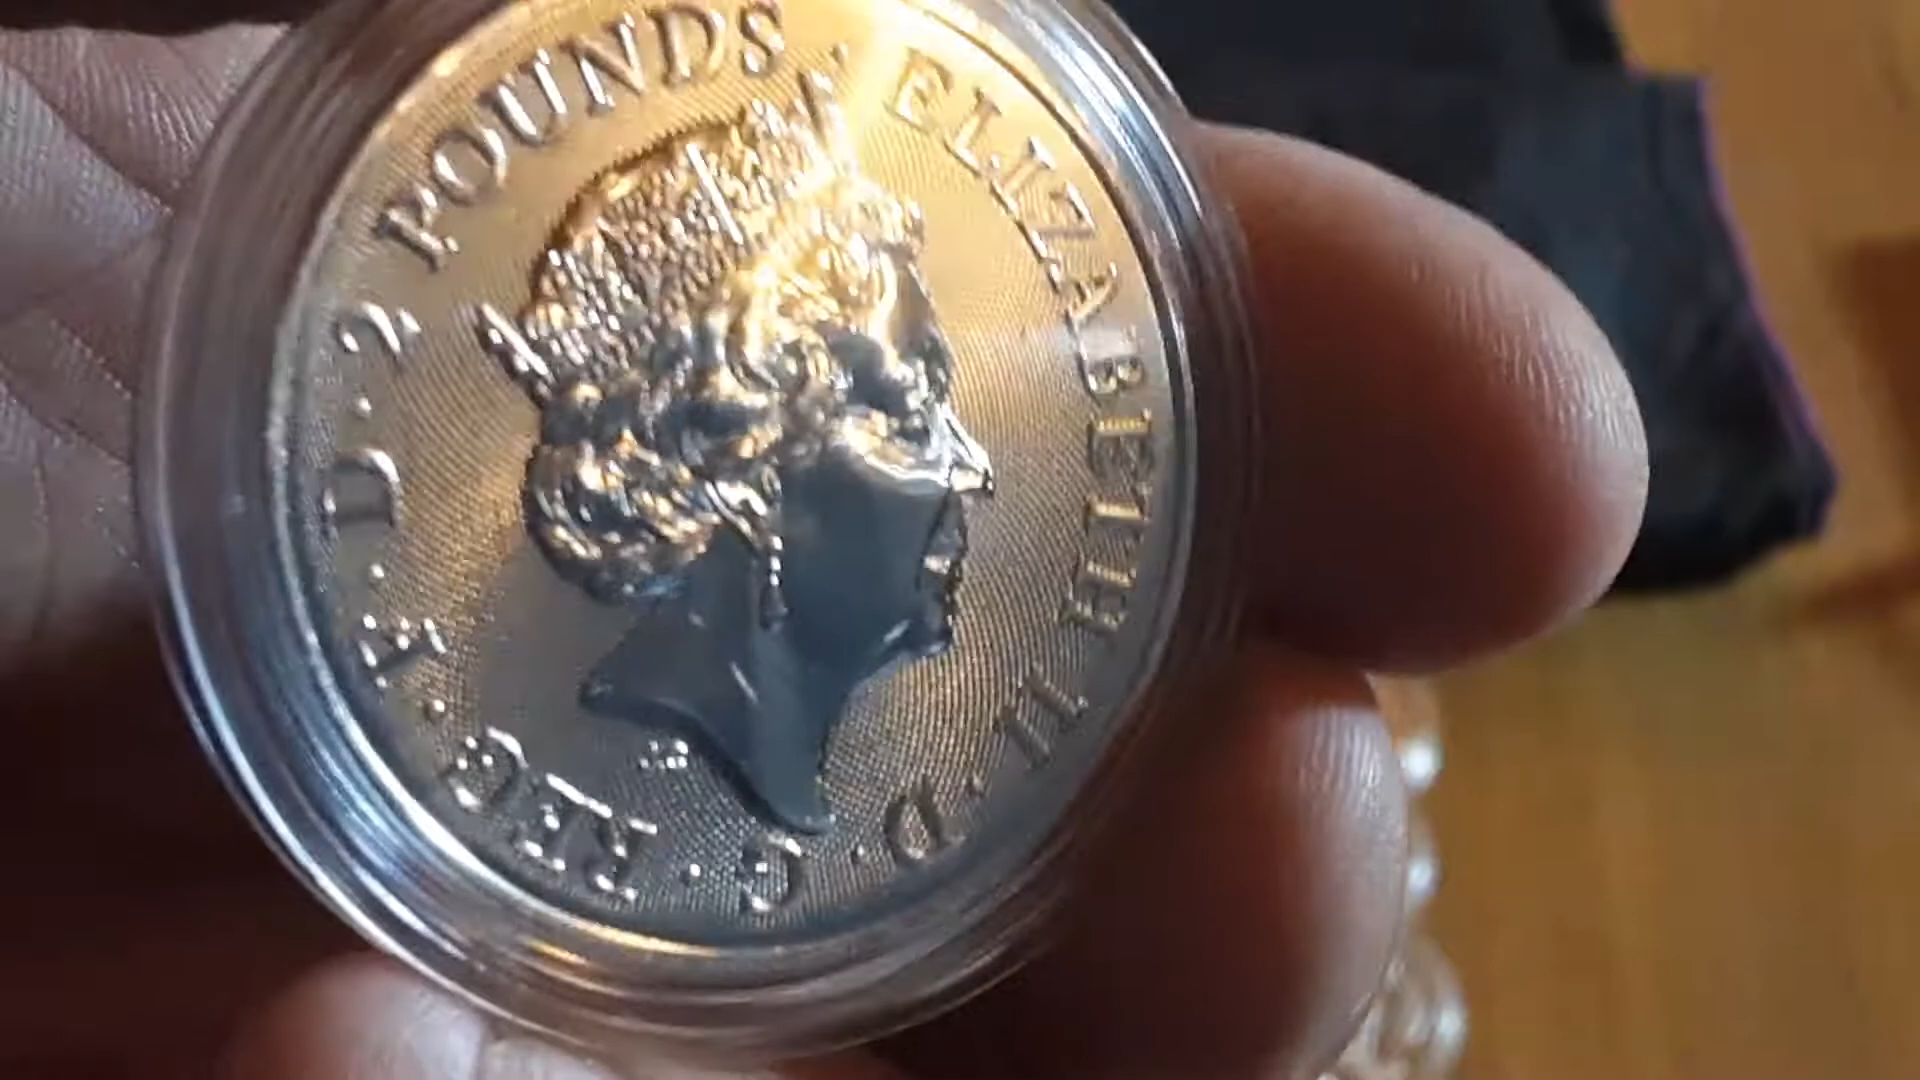 ELIZABETH II · D · G · REG · F · D · 2 POUNDS